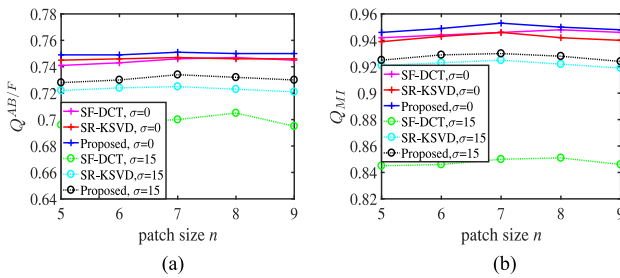 0.78
0.76
0.74
0.72
0.7
0.68
0.66
0.64
Q^{AB/F}
SF-DCT, σ=0
SR-KSVD, σ=0
Proposed, σ=0
SF-DCT, σ=15
SR-KSVD, σ=15
Proposed, σ=15
5 6 7 8 9
patch size n
(a)
0.96
0.94
0.92
0.9
0.88
0.86
0.84
0.82
Q_{MI}
SF-DCT,σ=0
SR-KSVD,σ=0
Proposed,σ=0
SF-DCT,σ=15
SR-KSVD,σ=15
Proposed,σ=15
5 6 7 8 9
patch size n
(b)